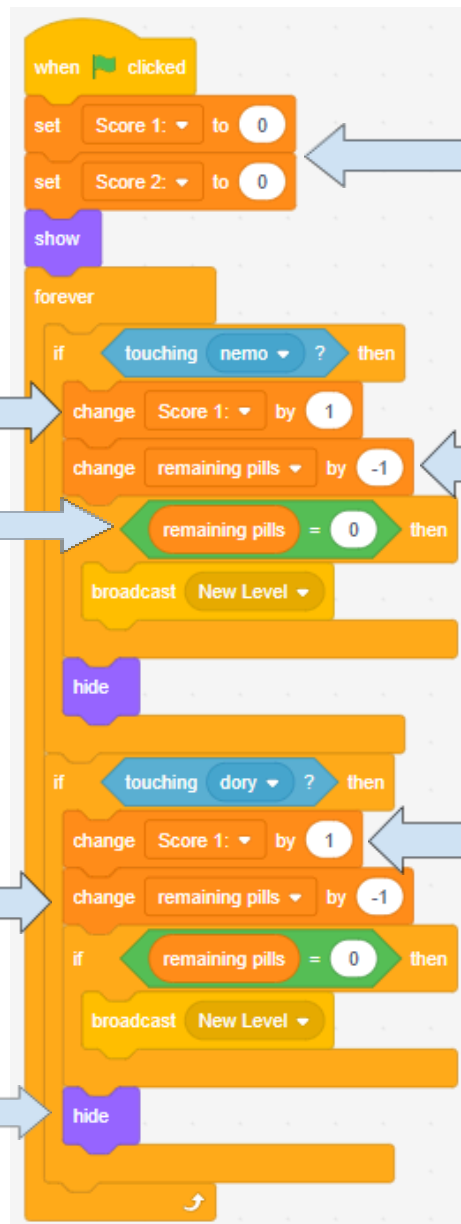 when clicked
set Score 1: to 0
set Score 2: to 0
show
forever
if touching nemo ? then
change Score 1: by 1
change remaining pills by -1
remaining pills = 0 then
broadcast New Level
hide
if touching dory ? then
change Score 1: by 1
change remaining pills by -1
if remaining pills = 0 then
broadcast New Level
hide